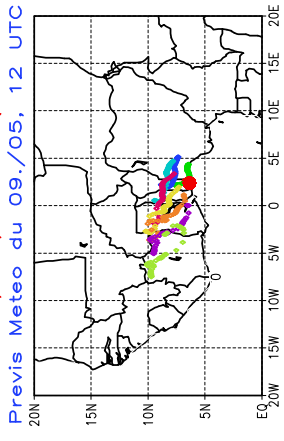 Previs Meteo du 09./05, 12 UTC
20N
15N
10N
5N
EQ
20W
15W
10W
5W
0
5E
10E
15E
20E
0